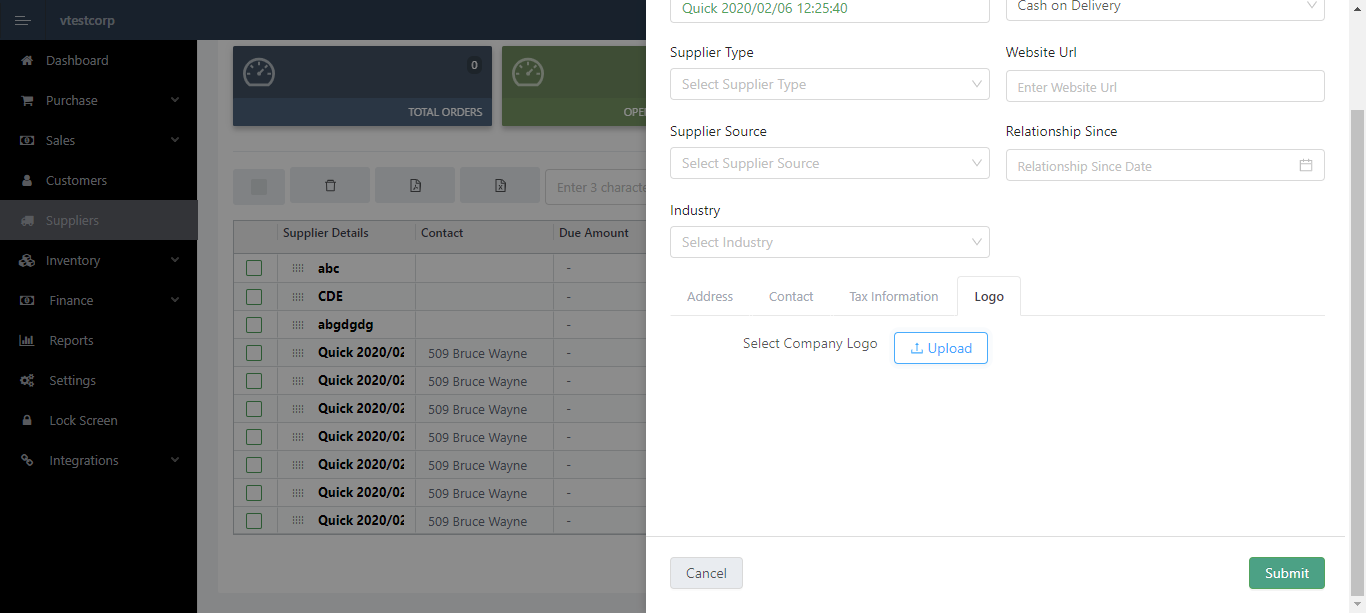 vtestcorp
Dashboard
Purchase
Sales
Customers
Suppliers
Inventory
Finance
Reports
Settings
Lock Screen
Integrations
0
TOTAL ORDERS
OPE
Enter 3 characte
Supplier Details Contact Due Amount
abc -
CDE -
abgdgdg -
Quick 2020/02 509 Bruce Wayne -
Quick 2020/02 509 Bruce Wayne -
Quick 2020/02 509 Bruce Wayne -
Quick 2020/02 509 Bruce Wayne -
Quick 2020/02 509 Bruce Wayne -
Quick 2020/02 509 Bruce Wayne -
Quick 2020/02 509 Bruce Wayne -
Quick 2020/02/06 12:25:40
Cash on Delivery
Supplier Type
Select Supplier Type
Website Url
Enter Website Url
Supplier Source
Select Supplier Source
Relationship Since
Relationship Since Date
Industry
Select Industry
Address Contact Tax Information Logo
Select Company Logo Upload
Cancel Submit